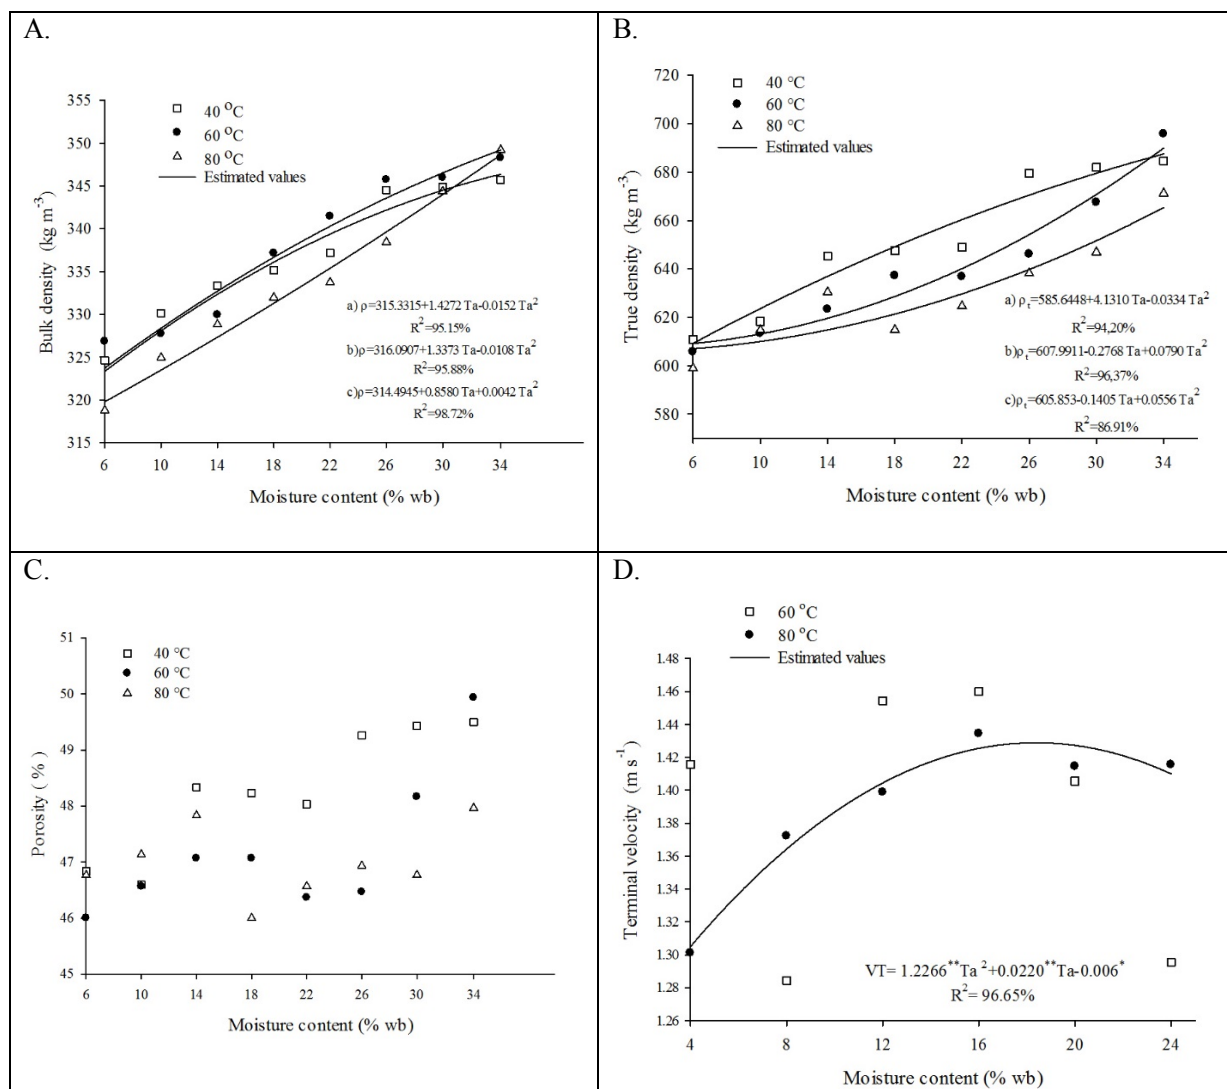 A.
40 °C
60 °C
80 °C
Estimated values
355
350
345
340
335
330
325
320
315
Bulk density (kg m-3)
a) ρ=315.3315+1.4272 Ta-0.0152 Ta2
R2=95.15%
b)ρ=316.0907+1.3373 Ta-0.0108 Ta2
R2=95.88%
c)ρ=314.4945+0.8580 Ta+0.0042 Ta2
R2=98.72%
6 10 14 18 22 26 30 34
Moisture content (% wb)
B.
40 °C
60 °C
80 °C
Estimated values
720
700
680
660
640
620
600
580
True density (kg m-3)
a) ρt=585.6448+4.1310 Ta-0.0334 Ta2
R2=94,20%
b)ρt=607.9911-0.2768 Ta+0.0790 Ta2
R2=96,37%
c)ρt=605.853-0.1405 Ta+0.0556 Ta2
R2=86.91%
6 10 14 18 22 26 30 34
Moisture content (% wb)
C.
40 °C
60 °C
80 °C
51
50
49
48
47
46
45
Porosity ( % )
6 10 14 18 22 26 30 34
Moisture content (% wb)
D.
60 °C
80 °C
Estimated values
1.48
1.46
1.44
1.42
1.40
1.38
1.36
1.34
1.32
1.30
1.28
1.26
Terminal velocity (m s-1)
VT= 1.2266**Ta 2+0.0220**Ta-0.006*
R2= 96.65%
4 8 12 16 20 24
Moisture content (% wb)